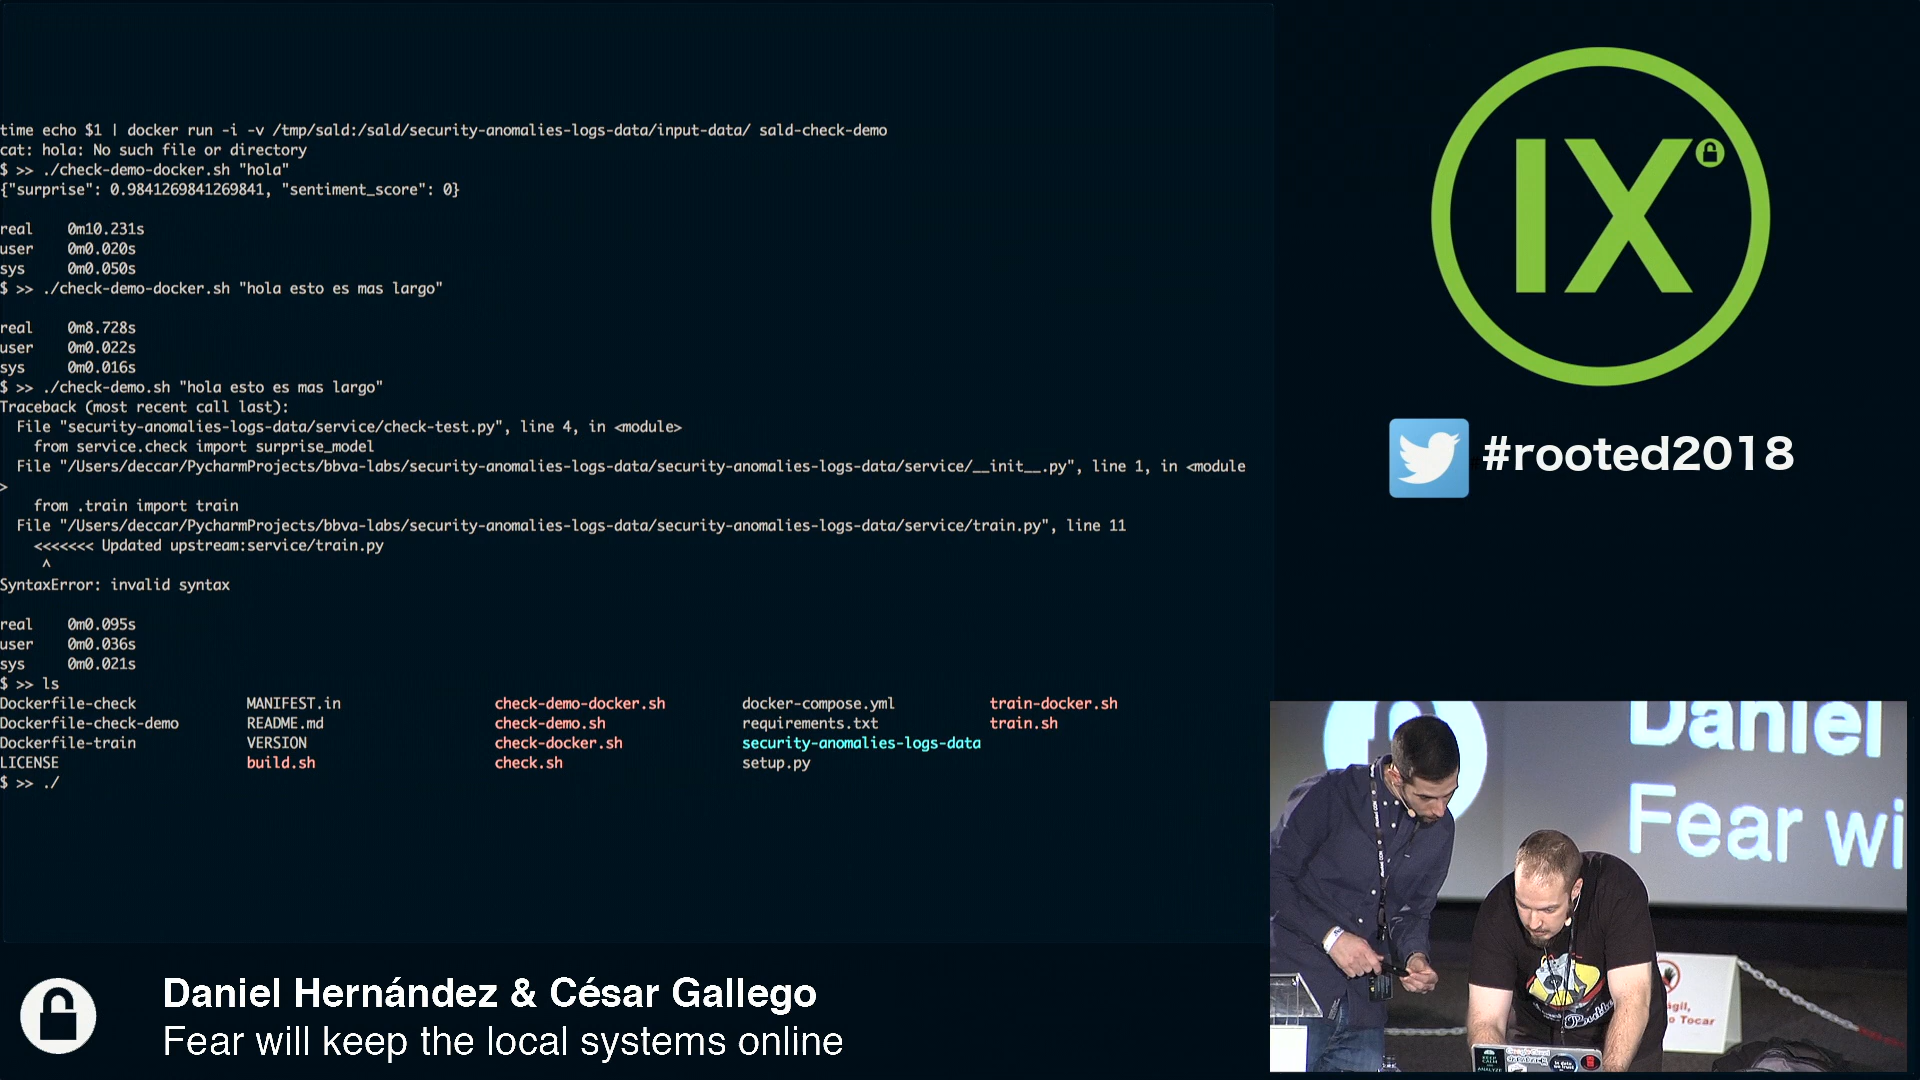 time echo $1 | docker run -i -v /tmp/sald:/sald/security-anomalies-logs-data/input-data/ sald-check-demo
cat: hola: No such file or directory
$ >> ./check-demo-docker.sh "hola"
{"surprise": 0.9841269841269841, "sentiment_score": 0}
real 0m10.231s
user 0m0.020s
sys 0m0.050s
$ >> ./check-demo-docker.sh "hola esto es mas largo"
real 0m8.728s
user 0m0.022s
sys 0m0.016s
$ >> ./check-demo.sh "hola esto es mas largo"
Traceback (most recent call last):
File "security-anomalies-logs-data/service/check-test.py", line 4, in <module>
from service.check import surprise_model
File "/Users/deccar/PycharmProjects/bbva-labs/security-anomalies-logs-data/security-anomalies-logs-data/service/__init__.py", line 1, in <module
>
from .train import train
File "/Users/deccar/PycharmProjects/bbva-labs/security-anomalies-logs-data/security-anomalies-logs-data/service/train.py", line 11
<<<<<<< Updated upstream:service/train.py
^
SyntaxError: invalid syntax
real 0m0.095s
user 0m0.036s
sys 0m0.021s
$ >> ls
Dockerfile-check MANIFEST.in check-demo-docker.sh docker-compose.yml train-docker.sh
Dockerfile-check-demo README.md check-demo.sh requirements.txt train.sh
Dockerfile-train VERSION check-docker.sh security-anomalies-logs-data
LICENSE build.sh check.sh setup.py
$ >> ./
IX
#rooted2018
Daniel
Fear wi
ágil,
o Tocar
Daniel Hernández & César Gallego
Fear will keep the local systems online